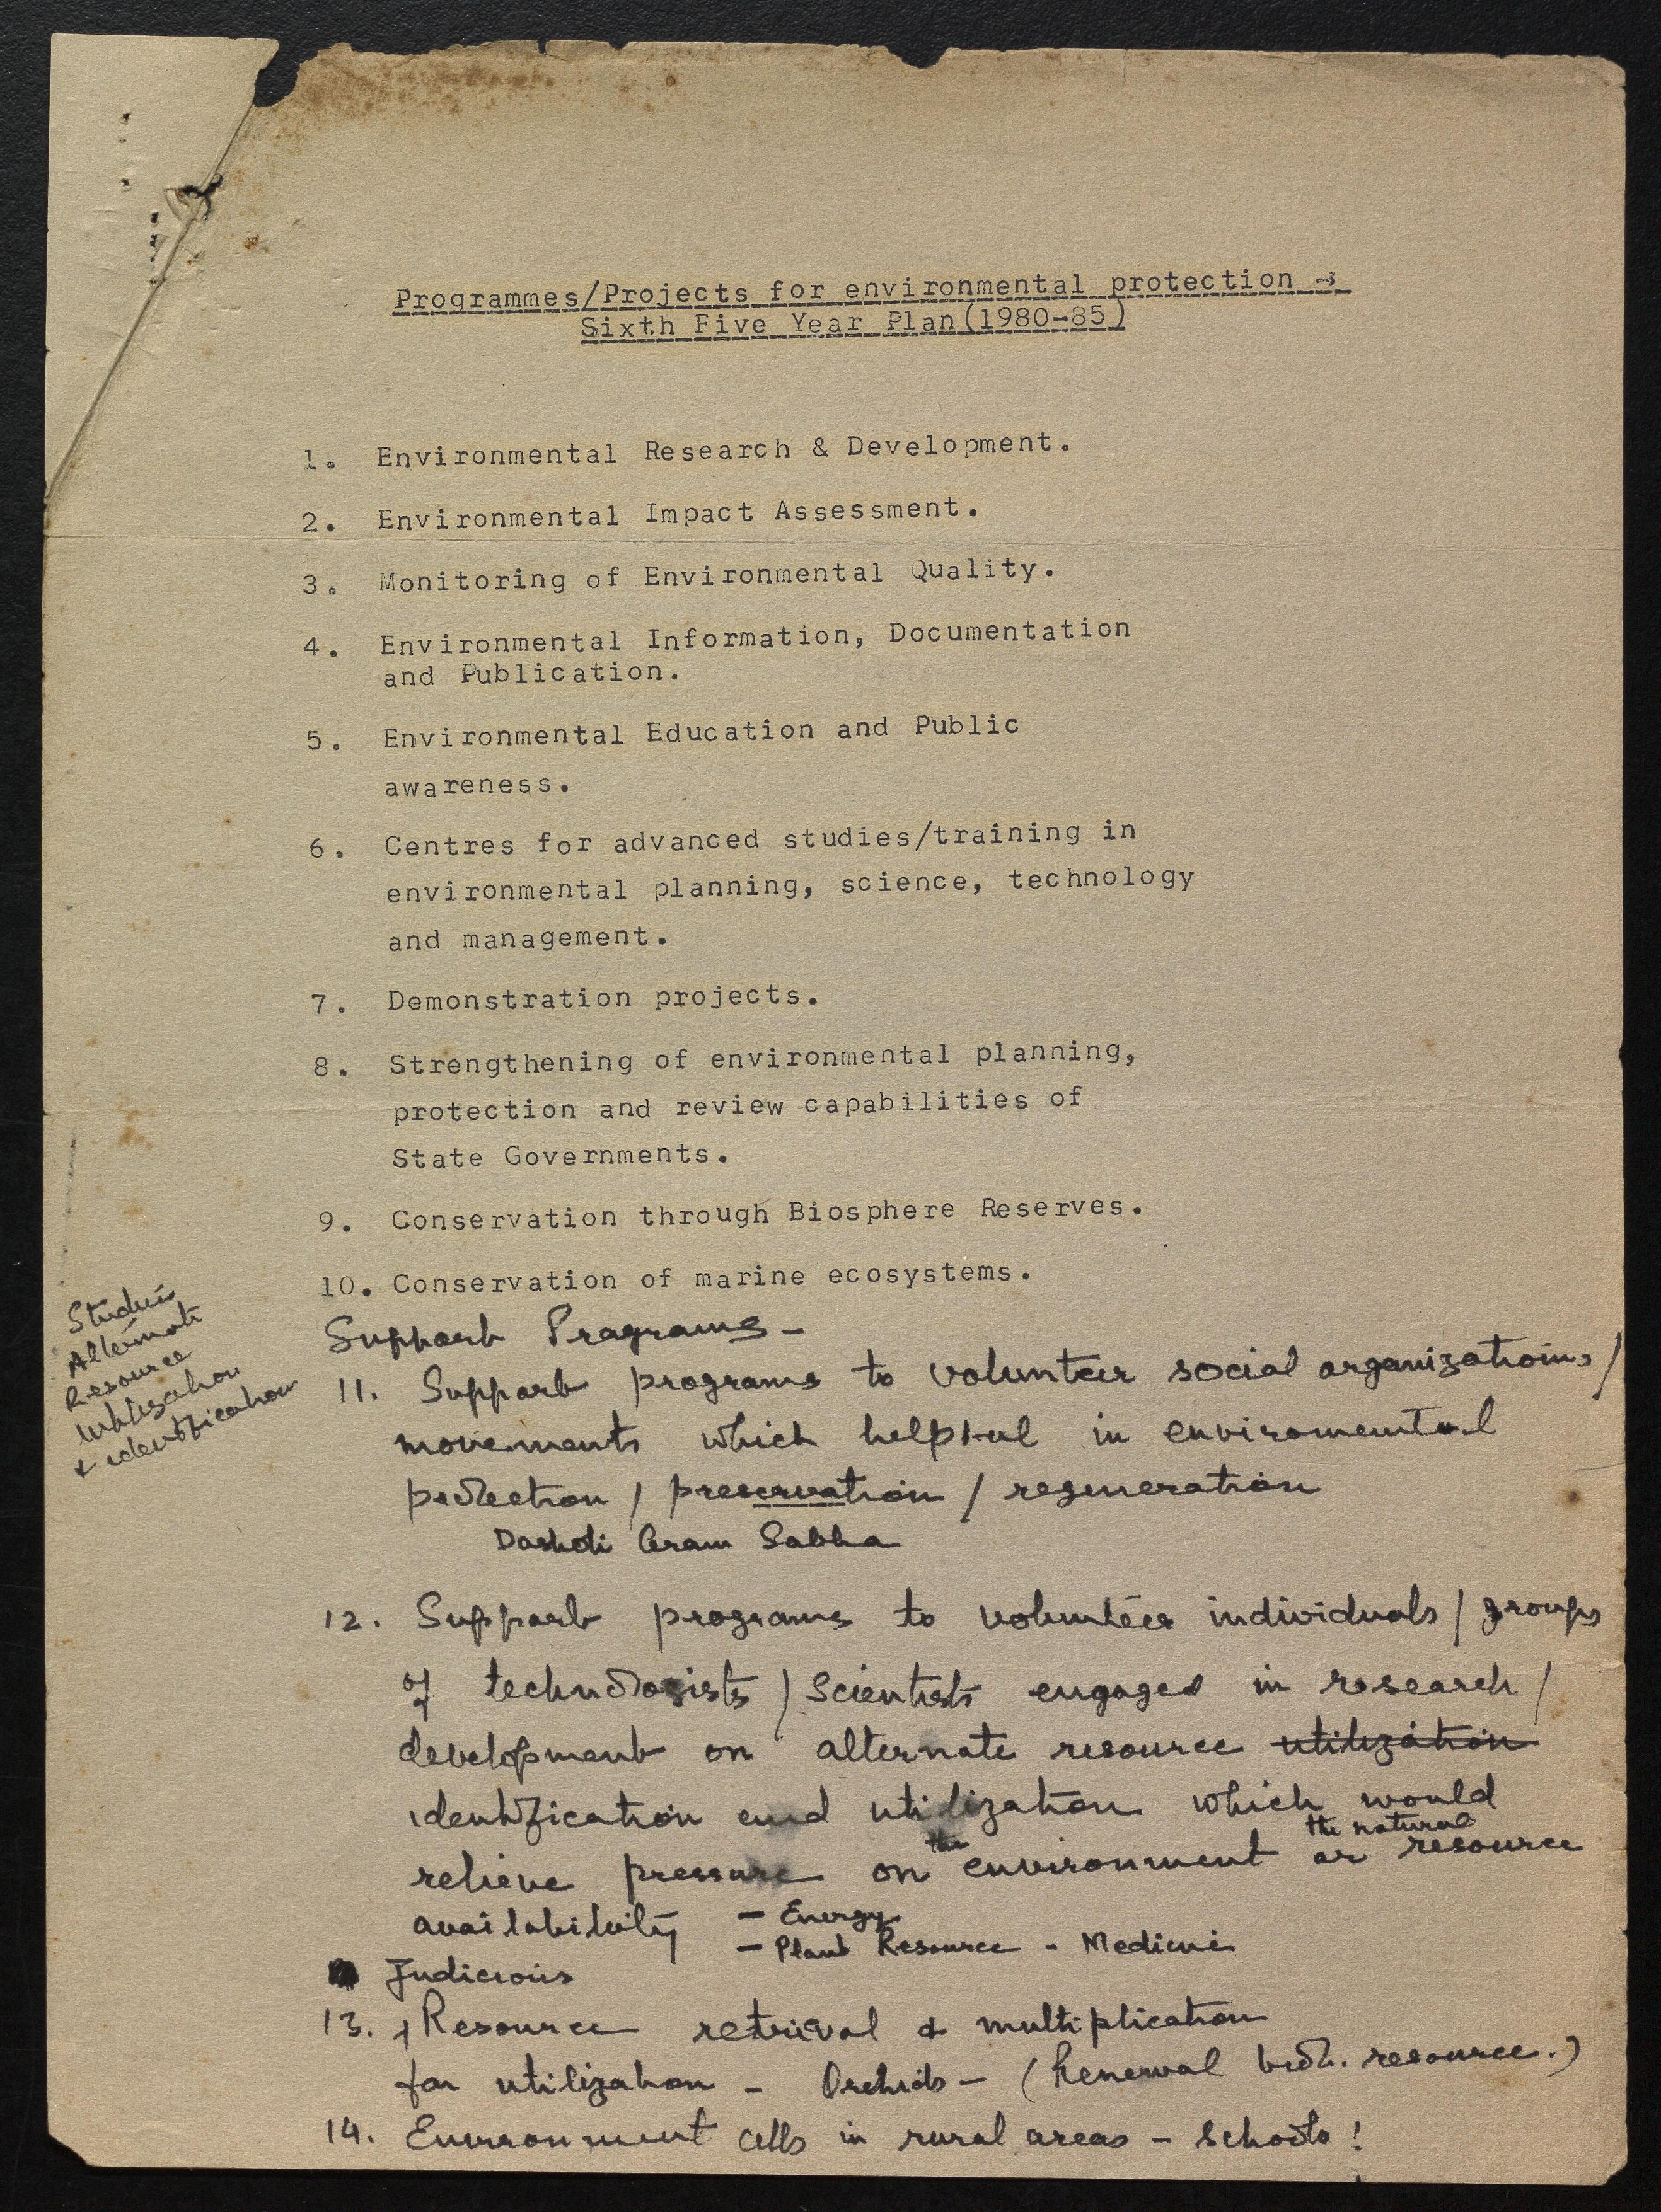 Programmes/Projects for environmental protection -
Sixth Five Year Plan(1980-85)
1. Environmental Research & Development.
2. Environmental Impact Assessment.
3. Monitoring of Environmental Quality.
4. Environmental Information, Documentation
and Publication.
5. Environmental Education and Public
awareness.
6. Centres for advanced studies/training in
environmental planning, science, technology
and management.
7. Demonstration projects.
8. Strengthening of environmental planning,
protection and review capabilities of
State Governments.
9. Conservation through Biosphere Reserves.
10. Conservation of marine ecosystems.
Studies
Alternate
Resource
Utilization
& identification
Support Programs -
11. Support programs to volunteer social organizations/
movements which helpful in enviromental
protection / preservation / regeneration
Dasholi Gram Sabha
12. Support programs to volunteer individuals / groups
of technologists / Scientists engaged in research /
development on alternate resource utilization
identification and utilization which would
relieve pressure on the environment or the natural resource
availability - Energy
- Plant Resource - Medicine
Judicious
13. Resource retrieval & multiplication
for utilization - Orchids - (Renewal biol. resource.)
14. Environment cells in rural areas - Schools!